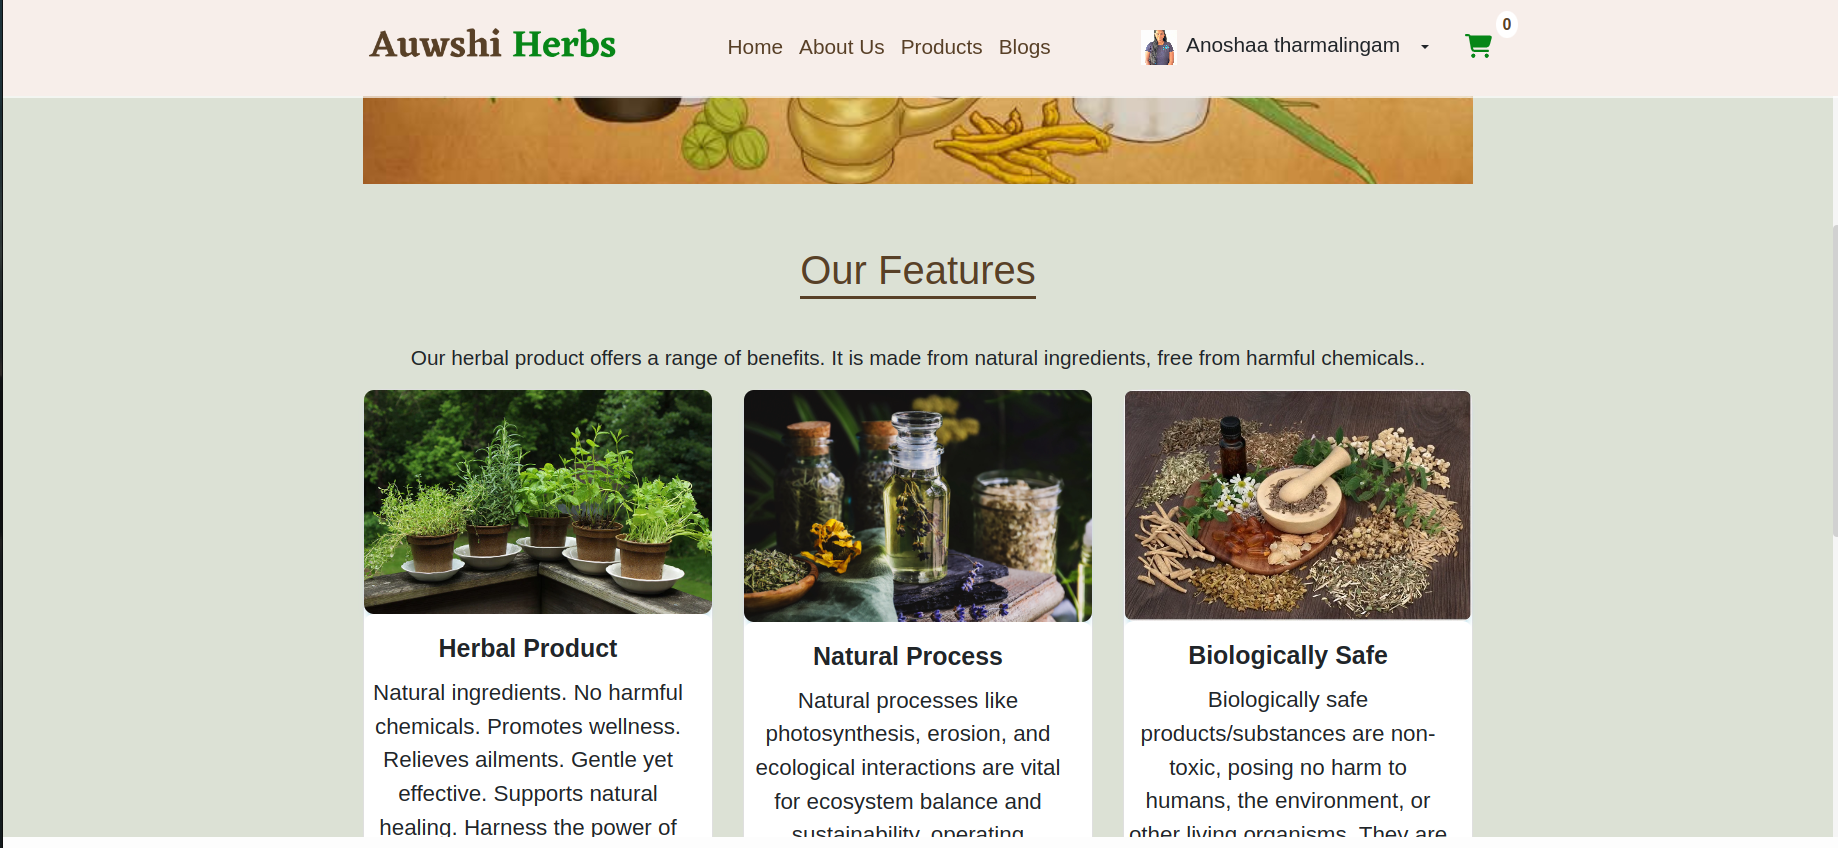 Auwshi Herbs
Home About Us Products Blogs
Anoshaa tharmalingam
0
Our Features
Our herbal product offers a range of benefits. It is made from natural ingredients, free from harmful chemicals..
Herbal Product
Natural ingredients. No harmful
chemicals. Promotes wellness.
Relieves ailments. Gentle yet
effective. Supports natural
healing. Harness the power of
Natural Process
Natural processes like
photosynthesis, erosion, and
ecological interactions are vital
for ecosystem balance and
sustainability, operating
Biologically Safe
Biologically safe
products/substances are non-
toxic, posing no harm to
humans, the environment, or
other living organisms. They are